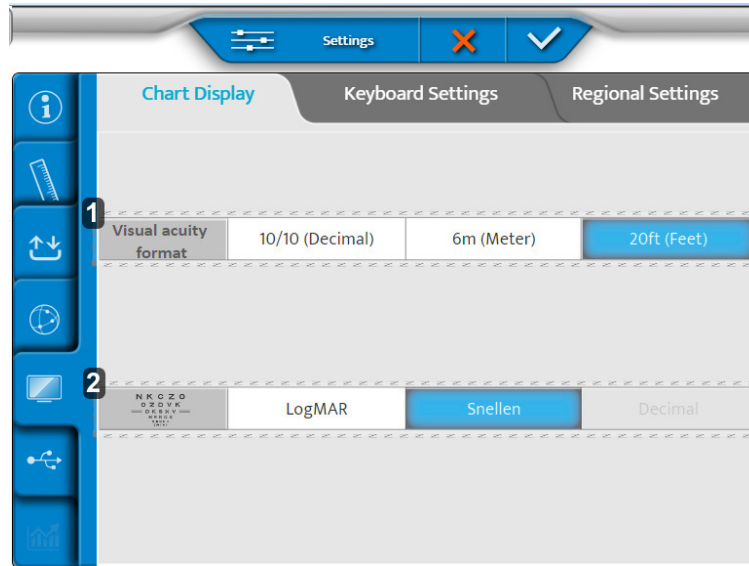 Settings
Chart Display
Keyboard Settings
Regional Settings
1
Visual acuity
format
10/10 (Decimal)
6m (Meter)
20ft (Feet)
2
N K C Z O
O Z D V K
LogMAR
Snellen
Decimal